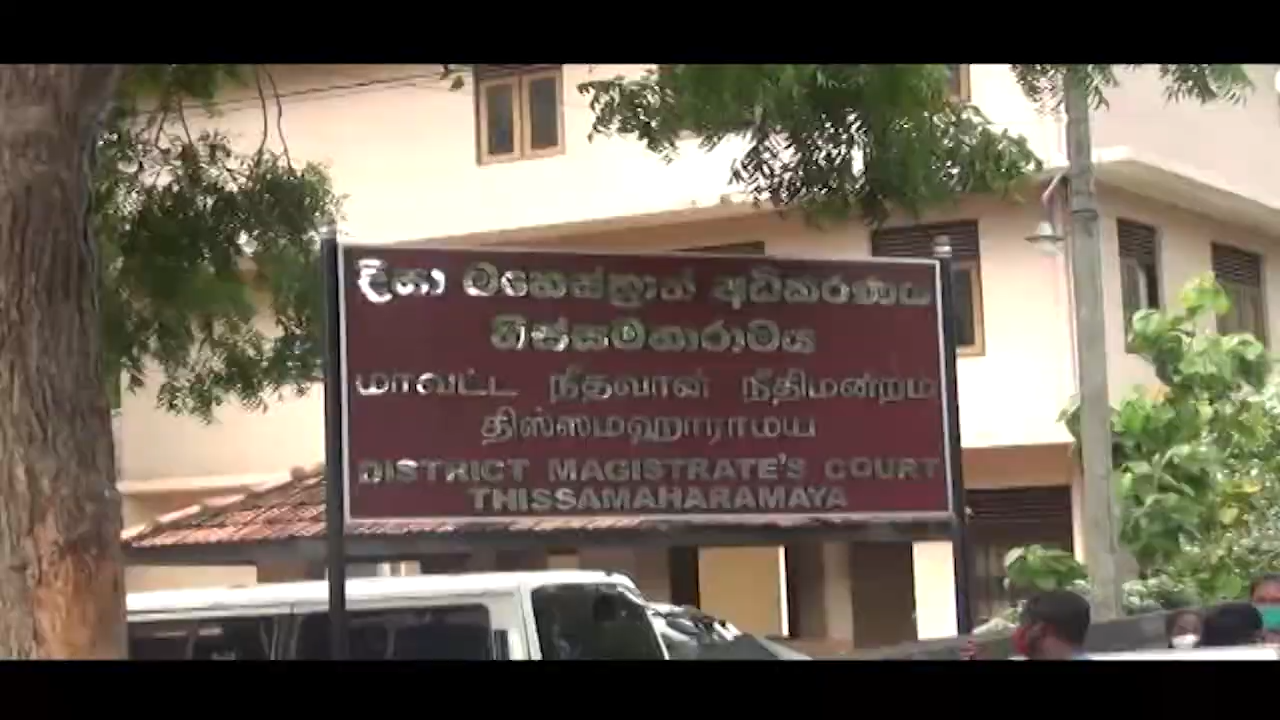 දිසා මහෙස්ත්‍රාත් අධිකරණය
තිස්සමහාරාමය
மாவட்ட நீதவான் நீதிமன்றம்
திஸ்ஸமஹாராமய
DISTRICT MAGISTRATE'S COURT
THISSAMAHARAMAYA